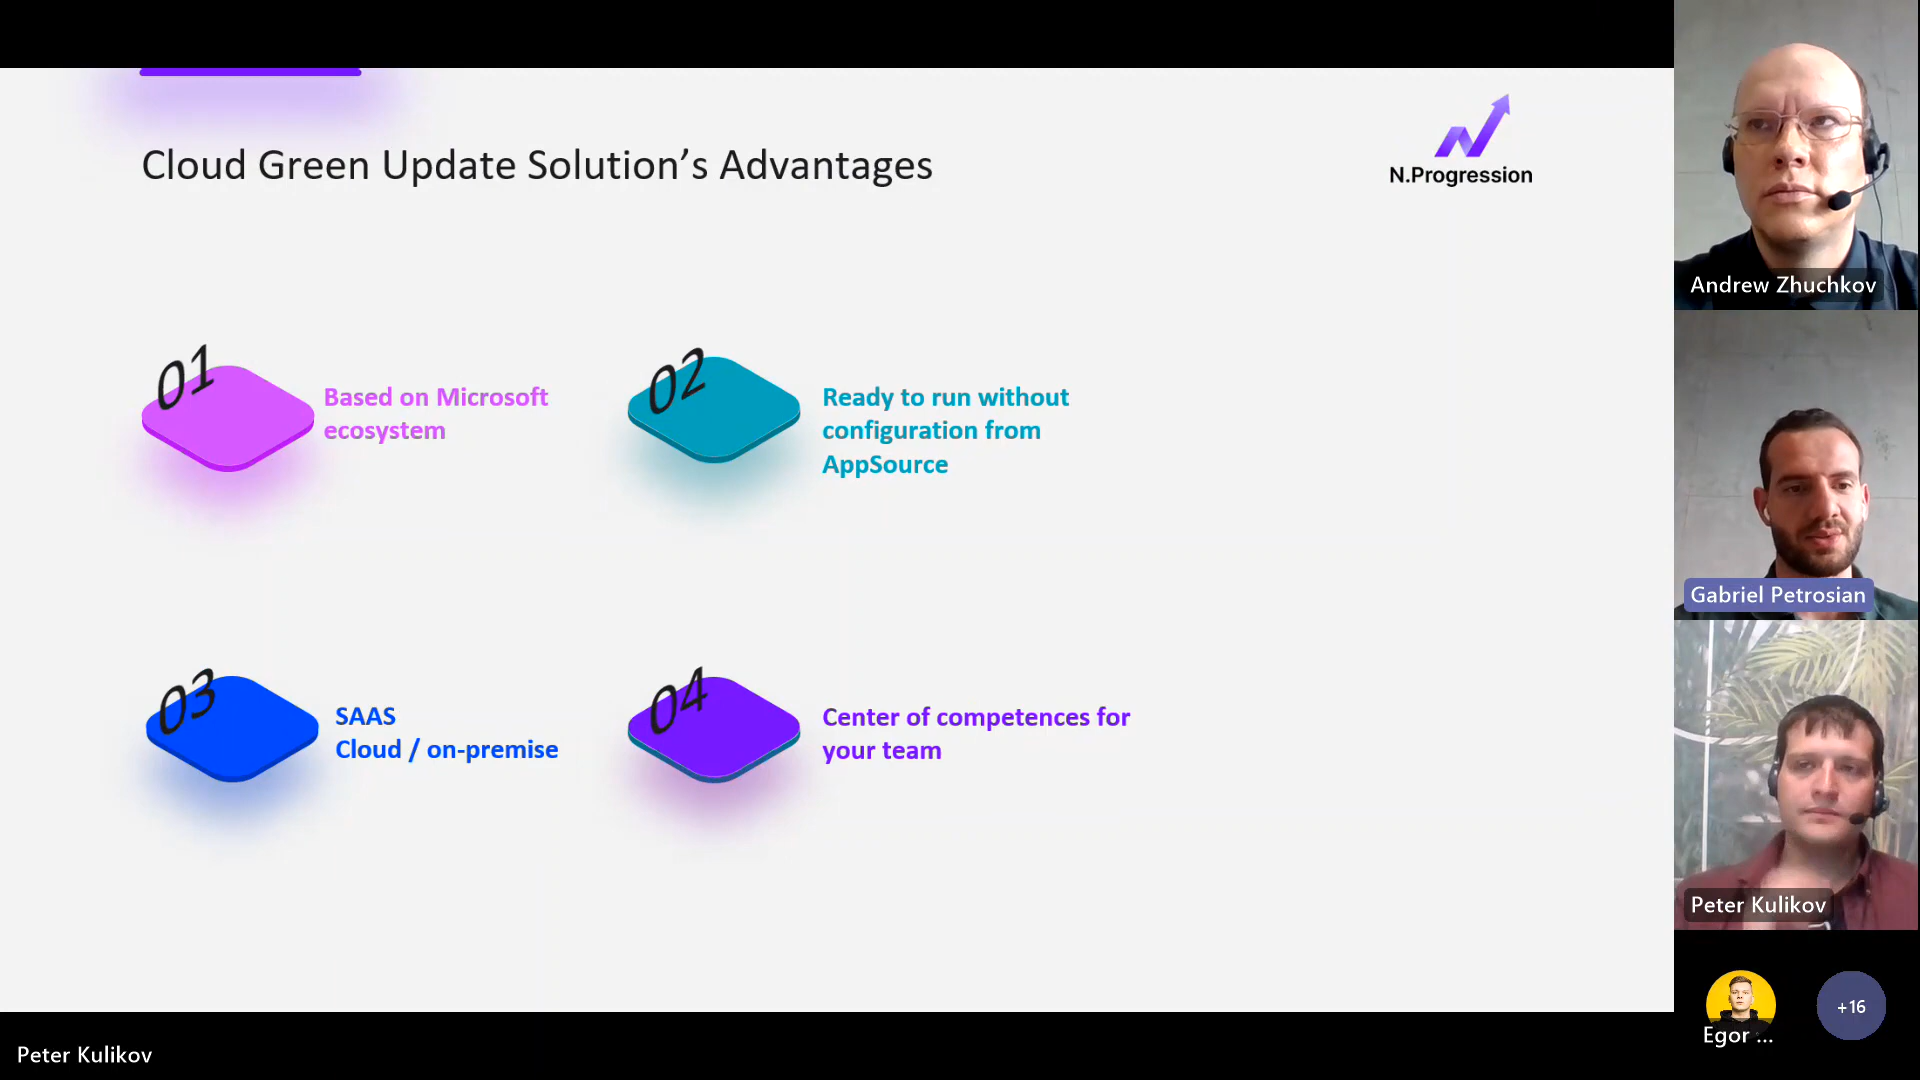 Cloud Green Update Solution’s Advantages
N.Progression
01
Based on Microsoft
ecosystem
02
Ready to run without
configuration from
AppSource
03
SAAS
Cloud / on-premise
04
Center of competences for
your team
Andrew Zhuchkov
Gabriel Petrosian
Peter Kulikov
Egor ...
+16
Peter Kulikov